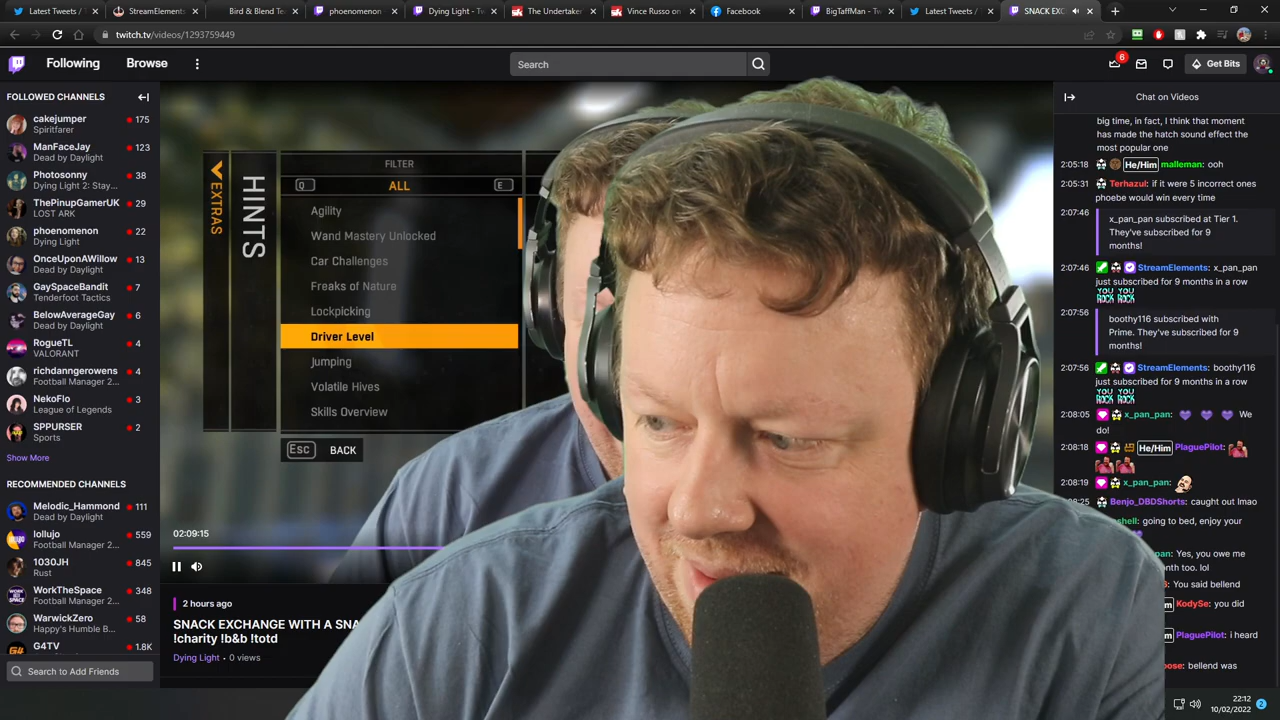 Latest Tweets /
StreamElements
Bird & Blend Te
phoenomenon
Dying Light - Tw
The Undertaker
Vince Russo on
Facebook
BigTaffMan - Tw
Latest Tweets /
SNACK EXC
twitch.tv/videos/1293759449
Following
Browse
Search
6
Get Bits
FOLLOWED CHANNELS
cakejumper
175
Spiritfarer
ManFaceJay
123
Dead by Daylight
Photosonny
38
Dying Light 2: Stay...
ThePinupGamerUK
29
LOST ARK
phoenomenon
22
Dying Light
OnceUponAWillow
13
Dead by Daylight
GaySpaceBandit
7
Tenderfoot Tactics
BelowAverageGay
6
Dead by Daylight
RogueTL
4
VALORANT
richdanngerowens
4
Football Manager 2...
NekoFlo
3
League of Legends
SPPURSER
2
Sports
Show More
RECOMMENDED CHANNELS
Melodic_Hammond
111
Dead by Daylight
lollujo
559
Football Manager 2...
1030JH
845
Rust
WorkTheSpace
348
Football Manager 2...
WarwickZero
58
Happy's Humble B...
G4TV
1.8K
Search to Add Friends
EXTRAS
HINTS
FILTER
Q
ALL
E
Agility
Wand Mastery Unlocked
Car Challenges
Freaks of Nature
Lockpicking
Driver Level
Jumping
Volatile Hives
Skills Overview
Esc BACK
02:09:15
2 hours ago
SNACK EXCHANGE WITH A SNA
!charity !b&b !totd
Dying Light · 0 views
Chat on Videos
big time, in fact, I think that moment
has made the hatch sound effect the
most popular one
2:05:18 He/Him malleman: ooh
2:05:31 Terhazul: if it were 5 incorrect ones
phoebe would win every time
2:07:46
x_pan_pan subscribed at Tier 1.
They've subscribed for 9
months!
2:07:46 StreamElements: x_pan_pan
just subscribed for 9 months in a row
YOU ROCK YOU ROCK
2:07:56
boothy116 subscribed with
Prime. They've subscribed for 9
months!
2:07:56 StreamElements: boothy116
just subscribed for 9 months in a row
YOU ROCK YOU ROCK
2:08:05 x_pan_pan: We
do!
2:08:18 He/Him PlaguePilot:
2:08:19 x_pan_pan:
:25 Benjo_DBDShorts: caught out lmao
shell: going to bed, enjoy your
pan: Yes, you owe me
month too. lol
: You said bellend
KodySe: you did
PlaguePilot: i heard
ose: bellend was
22:12
10/02/2022
2